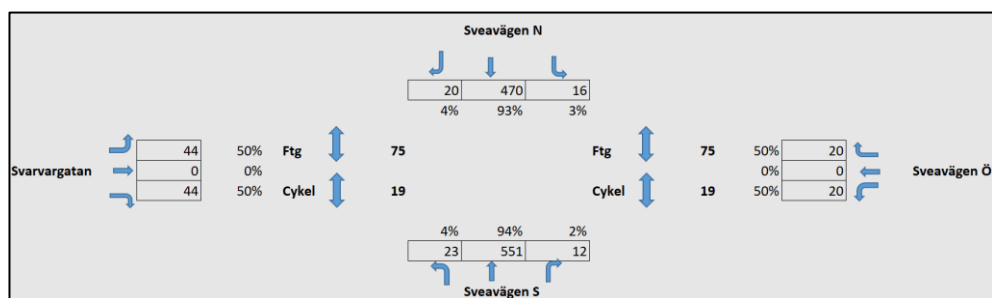 Sveavägen N
20 470 16
4% 93% 3%
44 50% Ftg 75 Ftg 75 50% 20
Svarvargatan 0 0% 0% 0 Sveavägen Ö
44 50% Cykel 19 Cykel 19 50% 20
4% 94% 2%
23 551 12
Sveavägen S